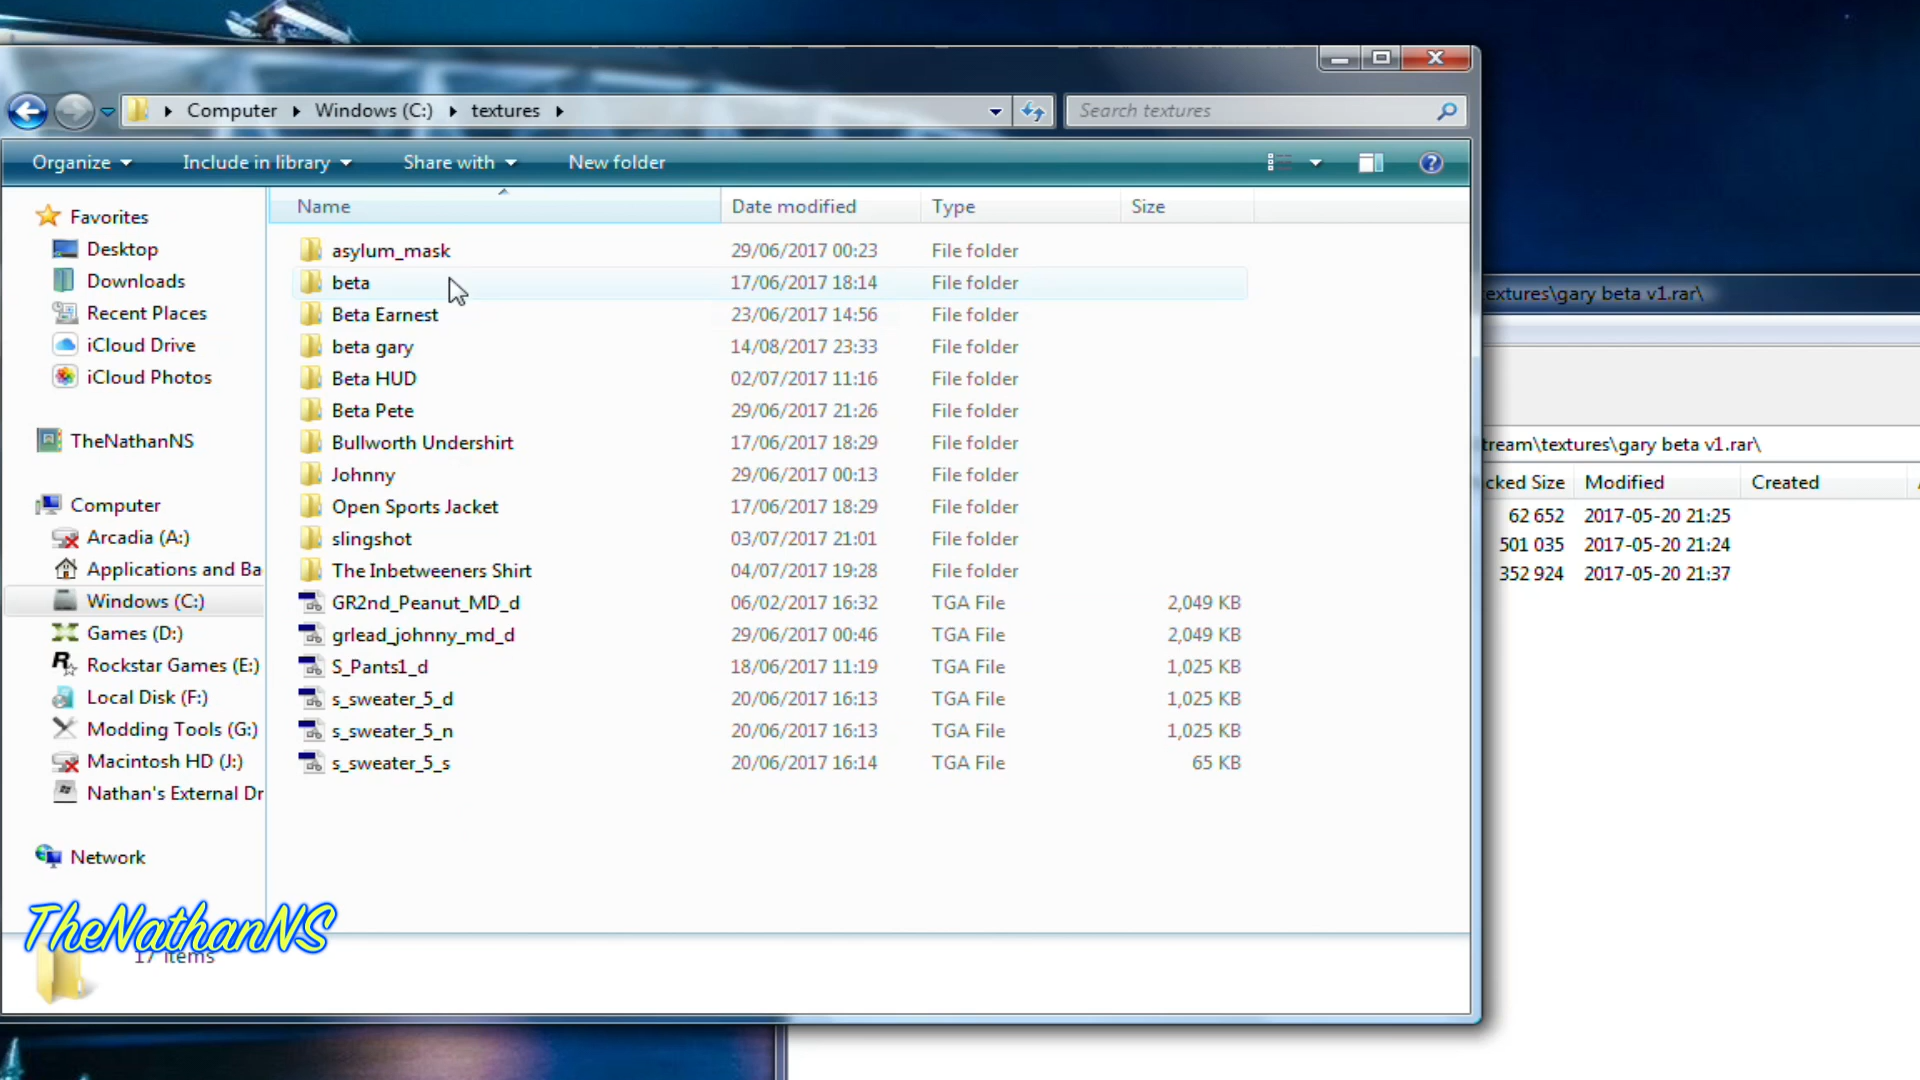 Computer Windows (C:) textures
Search textures
Organize Include in library Share with New folder
Name Date modified Type Size
Favorites
Desktop
Downloads
Recent Places
iCloud Drive
iCloud Photos
TheNathanNS
Computer
Arcadia (A:)
Applications and Ba
Windows (C:)
Games (D:)
Rockstar Games (E:)
Local Disk (F:)
Modding Tools (G:)
Macintosh HD (J:)
Nathan's External Dr
Network
asylum_mask 29/06/2017 00:23 File folder
beta 17/06/2017 18:14 File folder
Beta Earnest 23/06/2017 14:56 File folder
beta gary 14/08/2017 23:33 File folder
Beta HUD 02/07/2017 11:16 File folder
Beta Pete 29/06/2017 21:26 File folder
Bullworth Undershirt 17/06/2017 18:29 File folder
Johnny 29/06/2017 00:13 File folder
Open Sports Jacket 17/06/2017 18:29 File folder
slingshot 03/07/2017 21:01 File folder
The Inbetweeners Shirt 04/07/2017 19:28 File folder
GR2nd_Peanut_MD_d 06/02/2017 16:32 TGA File 2,049 KB
grlead_johnny_md_d 29/06/2017 00:46 TGA File 2,049 KB
S_Pants1_d 18/06/2017 11:19 TGA File 1,025 KB
s_sweater_5_d 20/06/2017 16:13 TGA File 1,025 KB
s_sweater_5_n 20/06/2017 16:13 TGA File 1,025 KB
s_sweater_5_s 20/06/2017 16:14 TGA File 65 KB
TheNathanNS
17 items
extures\gary beta v1.rar\
tream\textures\gary beta v1.rar\
cked Size Modified Created
62 652 2017-05-20 21:25
501 035 2017-05-20 21:24
352 924 2017-05-20 21:37